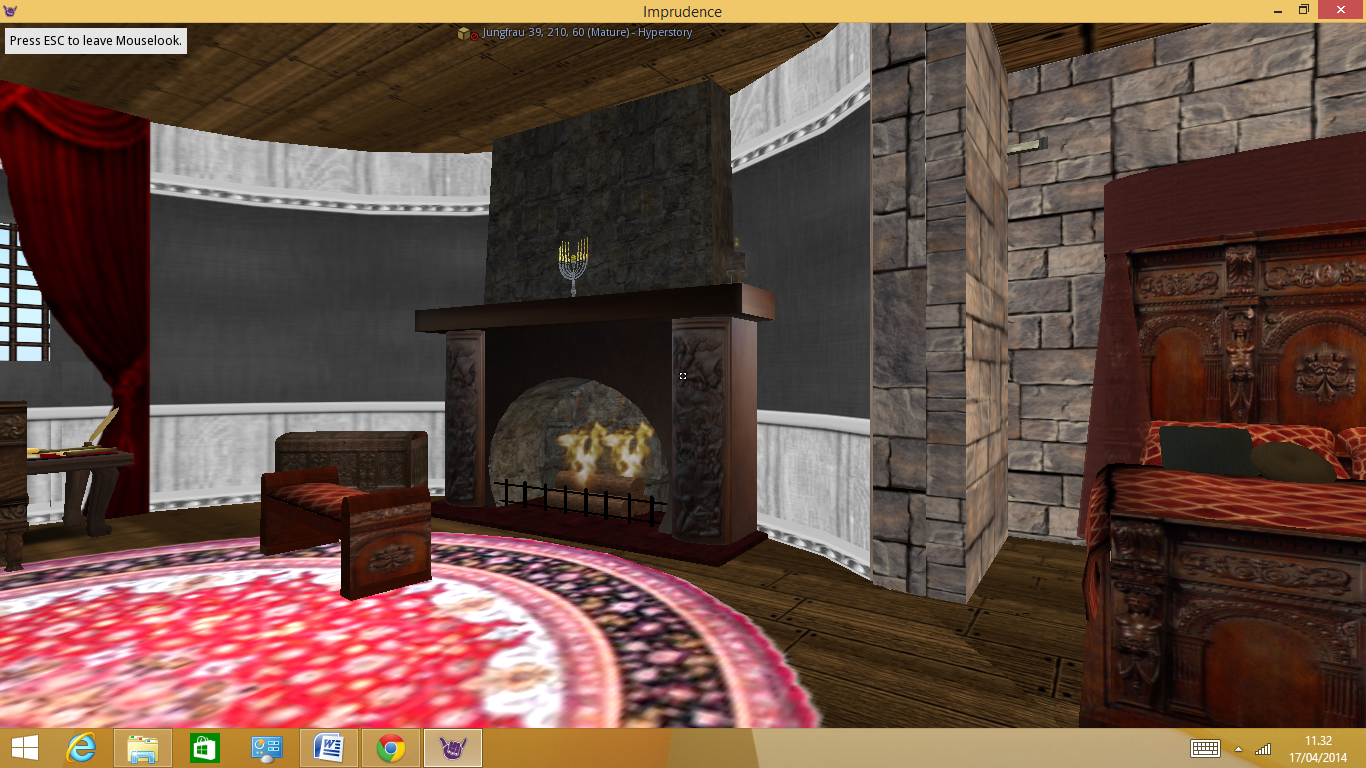 Imprudence
Press ESC to leave Mouselook.
Jungfrau 39, 210, 60 (Mature) - Hyperstory
11.32
17/04/2014